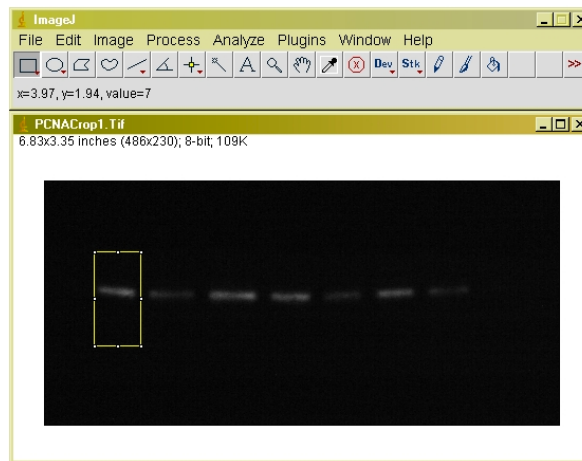 ImageJ
File Edit Image Process Analyze Plugins Window Help
A Dev Stk >>
x=3.97, y=1.94, value=7
PCNACrop1.Tif
6.83x3.35 inches (486x230); 8-bit; 109K